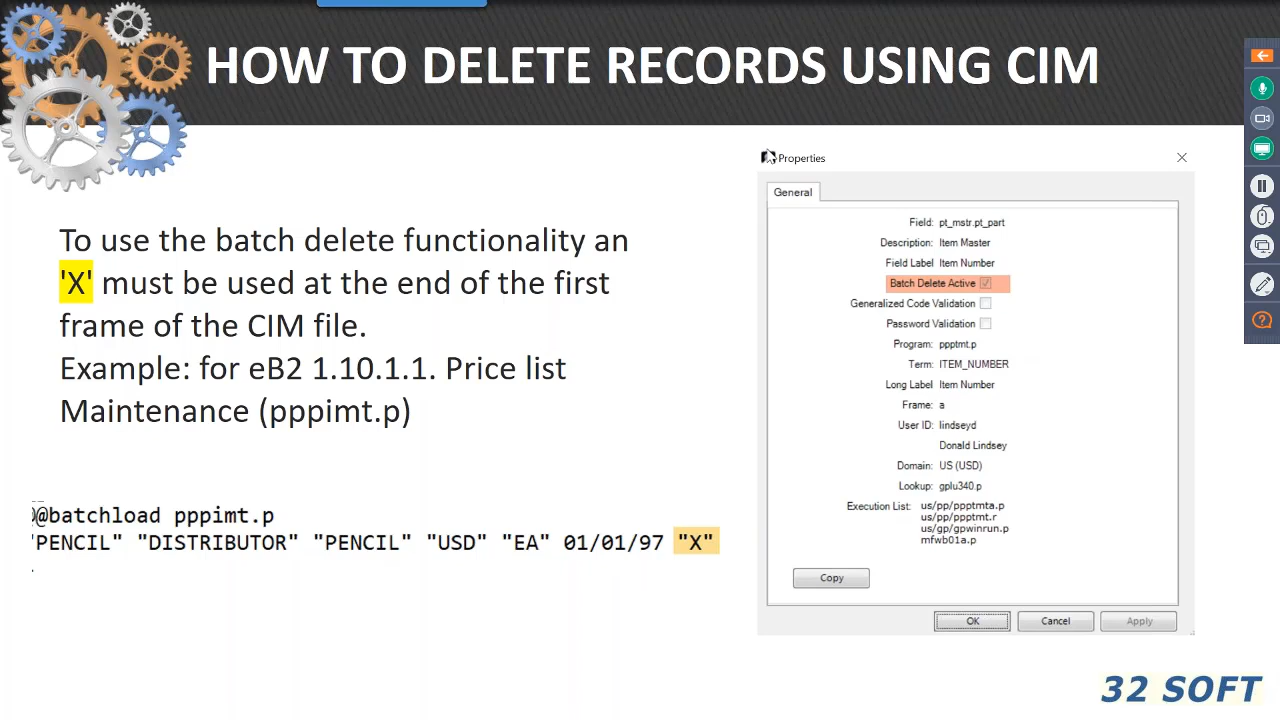 HOW TO DELETE RECORDS USING CIM
To use the batch delete functionality an
'X' must be used at the end of the first
frame of the CIM file.
Example: for eB2 1.10.1.1. Price list
Maintenance (pppimt.p)
@@batchload pppimt.p
"PENCIL" "DISTRIBUTOR" "PENCIL" "USD" "EA" 01/01/97 "X"
.
Properties
General
Field: pt_mstr.pt_part
Description: Item Master
Field Label Item Number
Batch Delete Active
Generalized Code Validation
Password Validation
Program: ppptmt.p
Term: ITEM_NUMBER
Long Label Item Number
Frame: a
User ID: lindseyd
Donald Lindsey
Domain: US (USD)
Lookup: gplu340.p
Execution List: us/pp/ppptmta.p
us/pp/ppptmt.r
us/gp/gpwinrun.p
mfwb01a.p
Copy
OK Cancel Apply
32 SOFT